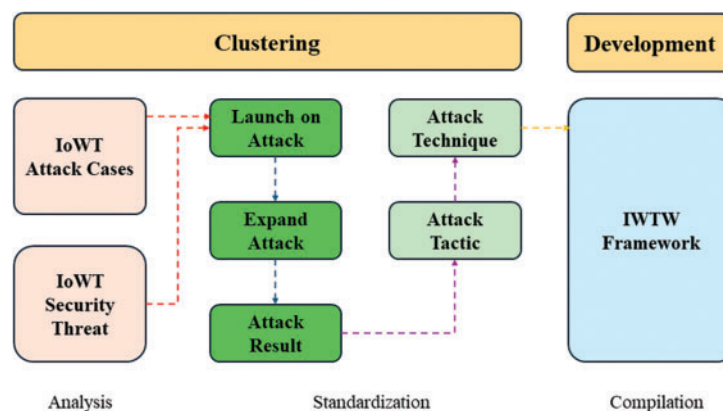 Clustering
Development
IoWT
Attack Cases
Launch on
Attack
Attack
Technique
IoWT
Security
Threat
Expand
Attack
Attack
Tactic
Attack
Result
IWTW
Framework
Analysis
Standardization
Compilation